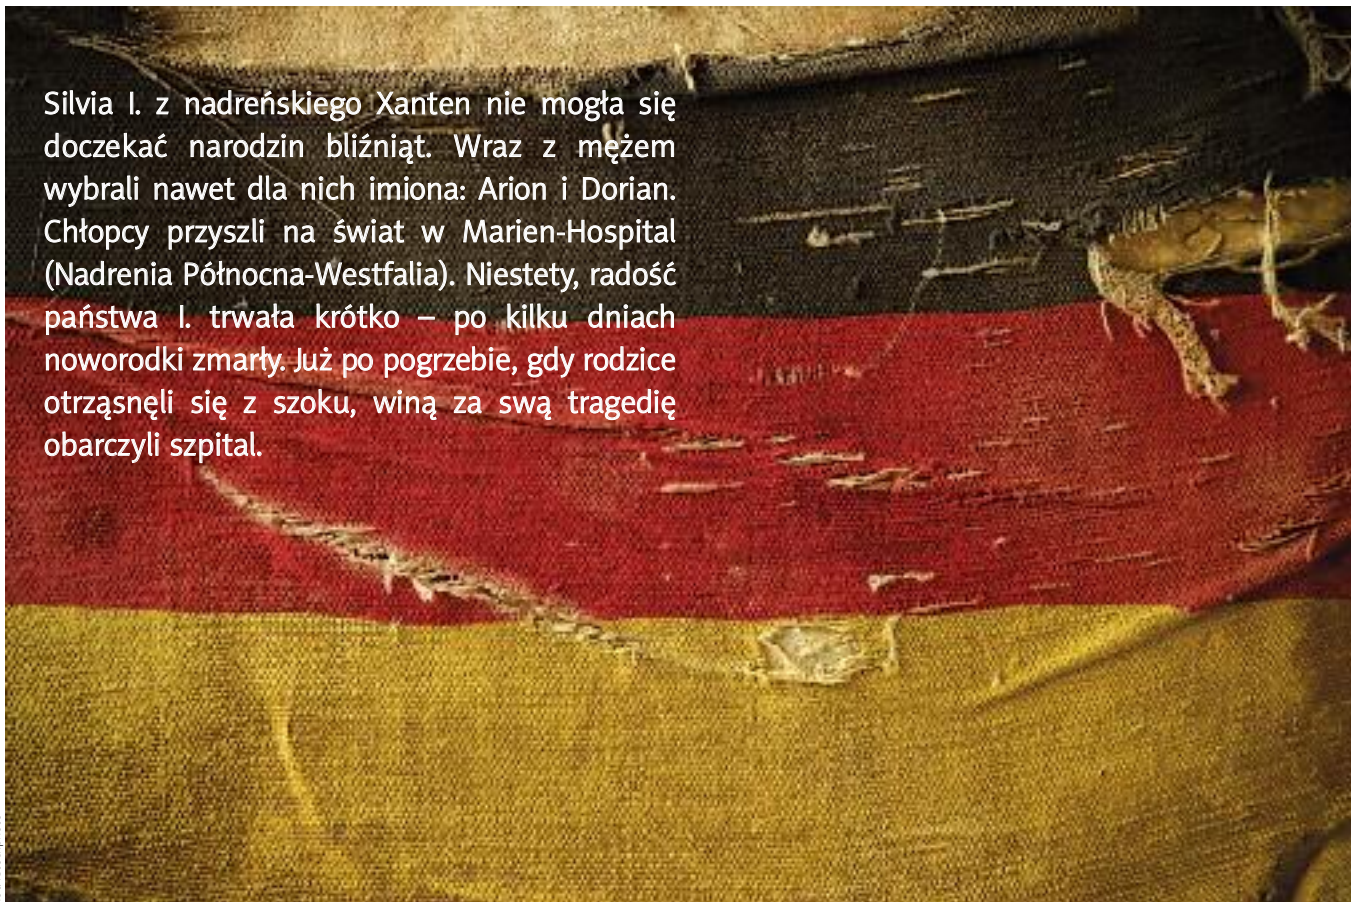 Silvia I. z nadreńskiego Xanten nie mogła się
doczekać narodzin bliźniąt. Wraz z mężem
wybrali nawet dla nich imiona: Arion i Dorian.
Chłopcy przyszli na świat w Marien-Hospital
(Nadrenia Północna-Westfalia). Niestety, radość
państwa I. trwała krótko – po kilku dniach
noworodki zmarły. Już po pogrzebie, gdy rodzice
otrząsnęli się z szoku, winą za swą tragedię
obarczyli szpital.